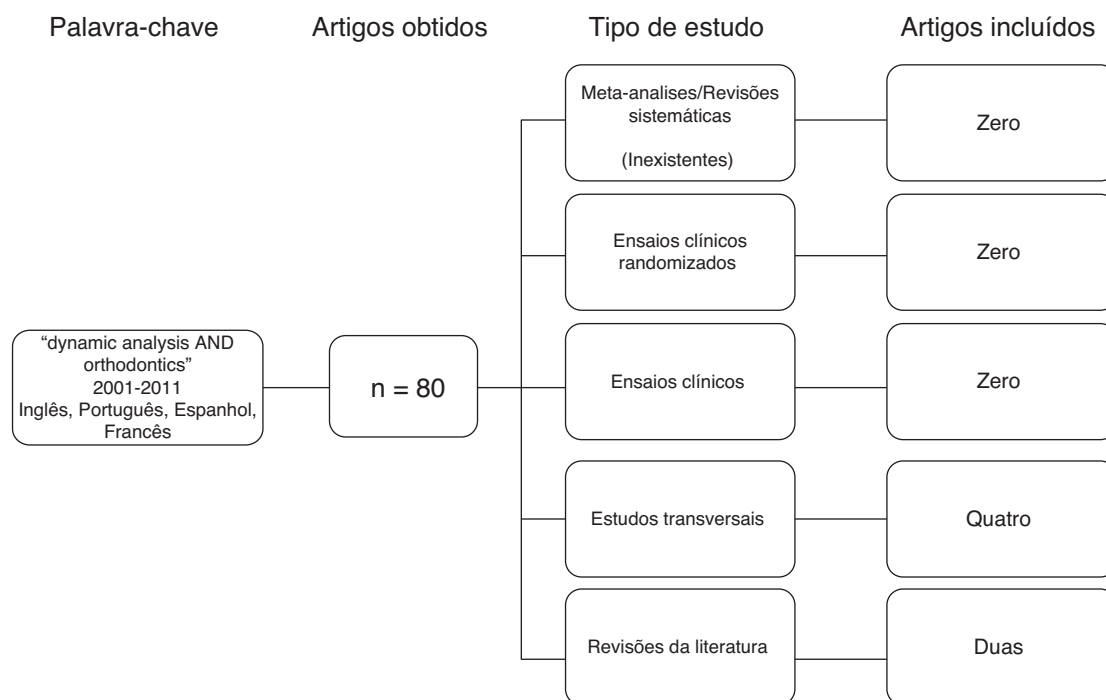 Palavra-chave
Artigos obtidos
Tipo de estudo
Artigos incluídos
Meta-analises/Revisões
sistemáticas
(Inexistentes)
Zero
Ensaios clínicos
randomizados
Zero
“dynamic analysis AND
orthodontics”
2001-2011
Inglês, Português, Espanhol,
Francês
n = 80
Ensaios clínicos
Zero
Estudos transversais
Quatro
Revisões da literatura
Duas